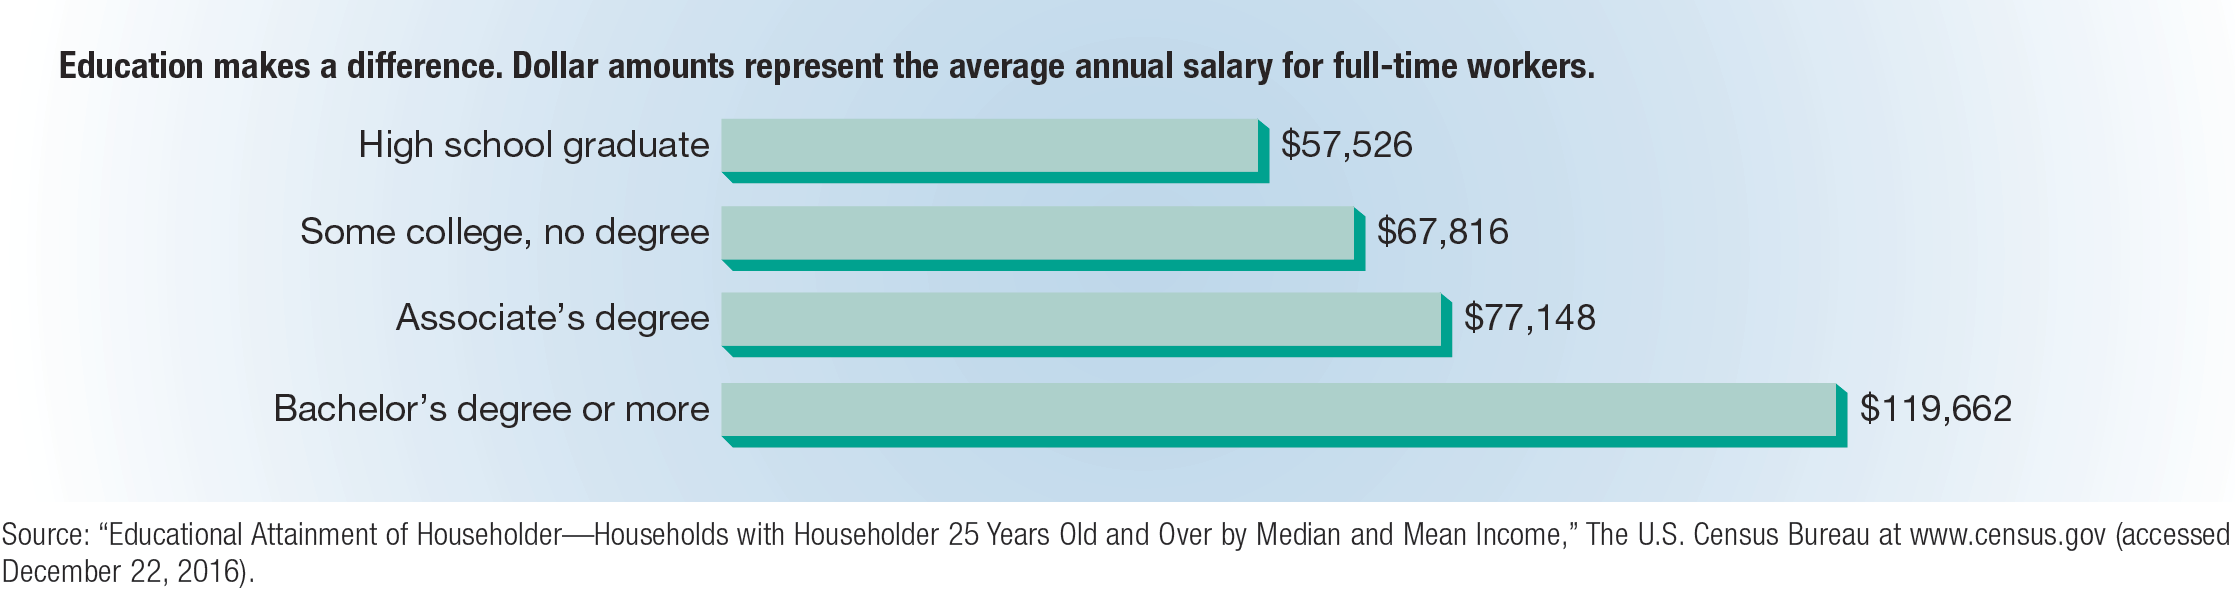 Education makes a difference. Dollar amounts represent the average annual salary for full-time workers.
High school graduate $57,526
Some college, no degree $67,816
Associate’s degree $77,148
Bachelor’s degree or more $119,662
Source: “Educational Attainment of Householder—Households with Householder 25 Years Old and Over by Median and Mean Income,” The U.S. Census Bureau at www.census.gov (accessed
December 22, 2016).